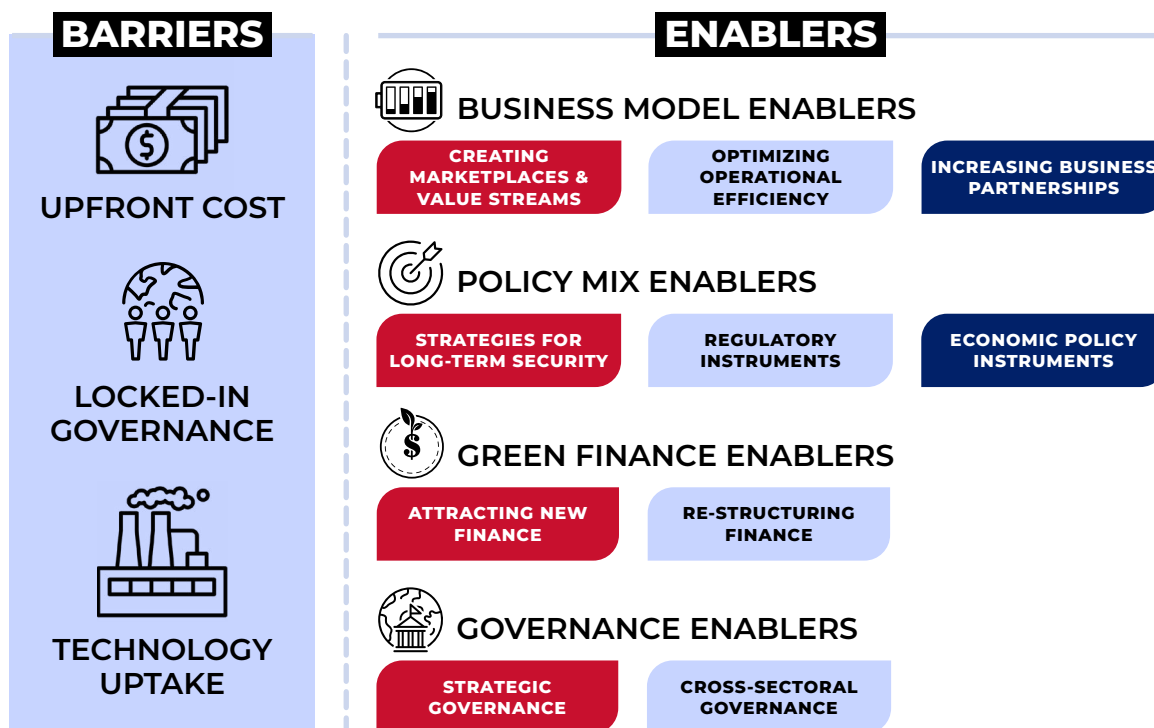 BARRIERS
UPFRONT COST
LOCKED-IN
GOVERNANCE
TECHNOLOGY
UPTAKE
ENABLERS
BUSINESS MODEL ENABLERS
CREATING
MARKETPLACES &
VALUE STREAMS
OPTIMIZING
OPERATIONAL
EFFICIENCY
INCREASING BUSINESS
PARTNERSHIPS
POLICY MIX ENABLERS
STRATEGIES FOR
LONG-TERM SECURITY
REGULATORY
INSTRUMENTS
ECONOMIC POLICY
INSTRUMENTS
GREEN FINANCE ENABLERS
ATTRACTING NEW
FINANCE
RE-STRUCTURING
FINANCE
GOVERNANCE ENABLERS
STRATEGIC
GOVERNANCE
CROSS-SECTORAL
GOVERNANCE